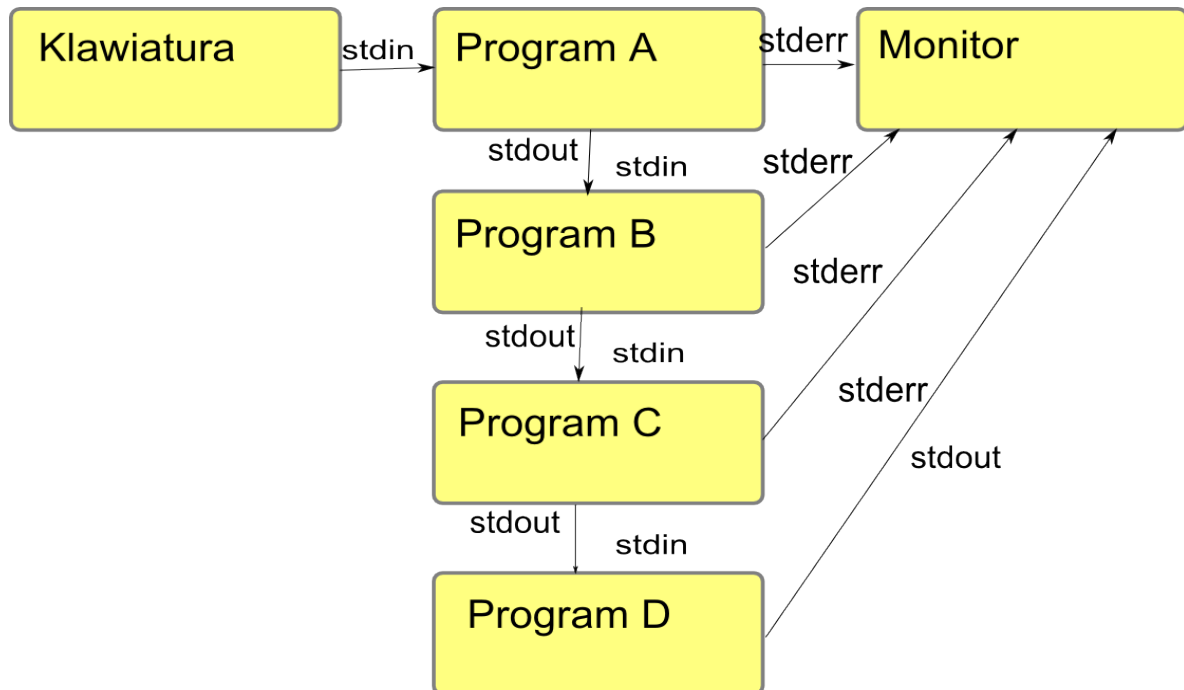 Klawiatura
stdin
Program A
stderr
Monitor
stdout
stdin
stderr
Program B
stderr
stdout
stdin
Program C
stderr
stdout
stdout
stdin
Program D